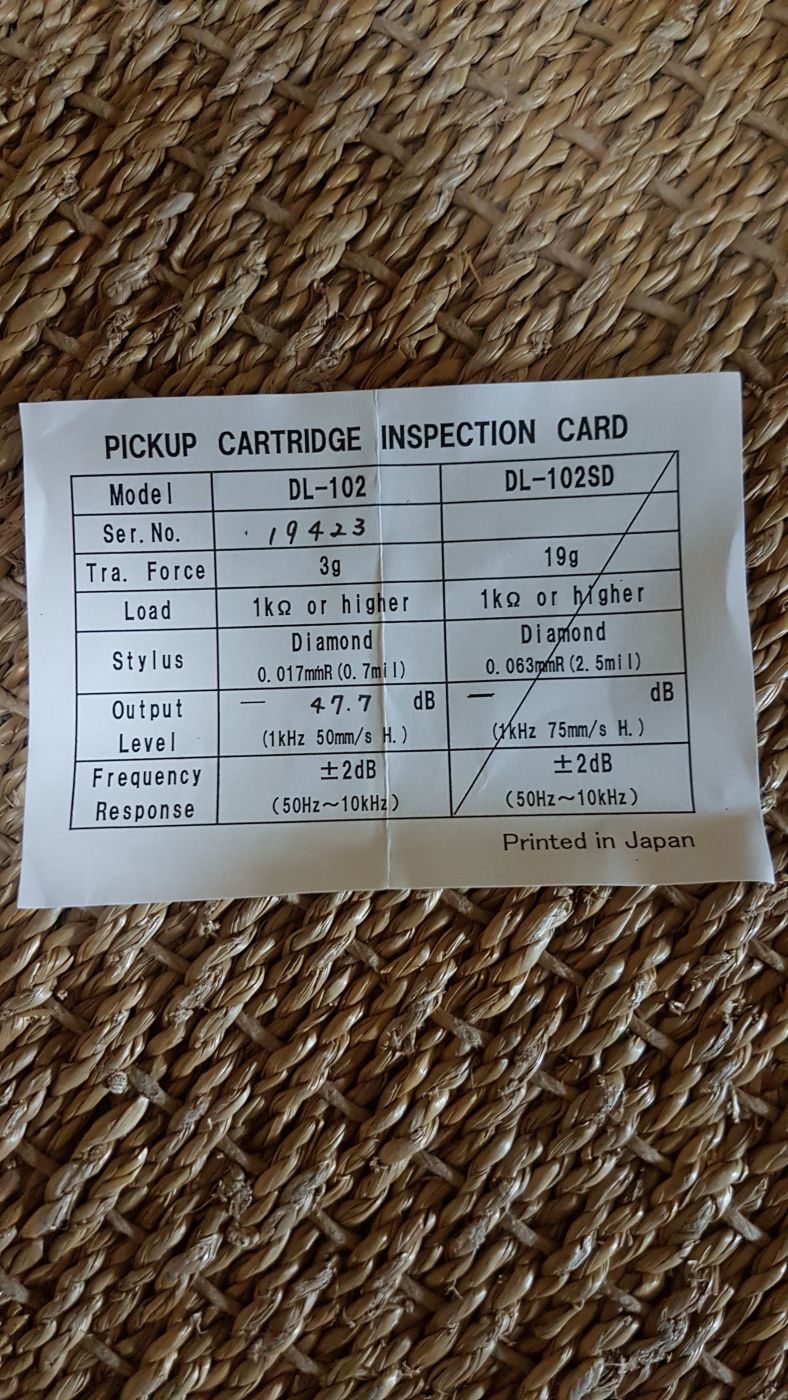 PICKUP CARTRIDGE INSPECTION CARD
Model DL-102 DL-102SD
Ser. No. 19423
Tra. Force 3g 19g
Load 1kΩ or higher 1kΩ or higher
Stylus Diamond Diamond
0.017mmR(0.7mil) 0.063mmR(2.5mil)
Output Level — 47.7 dB — dB
(1kHz 50mm/s H.) (1kHz 75mm/s H.)
Frequency Response ±2dB ±2dB
(50Hz～10kHz) (50Hz～10kHz)
Printed in Japan